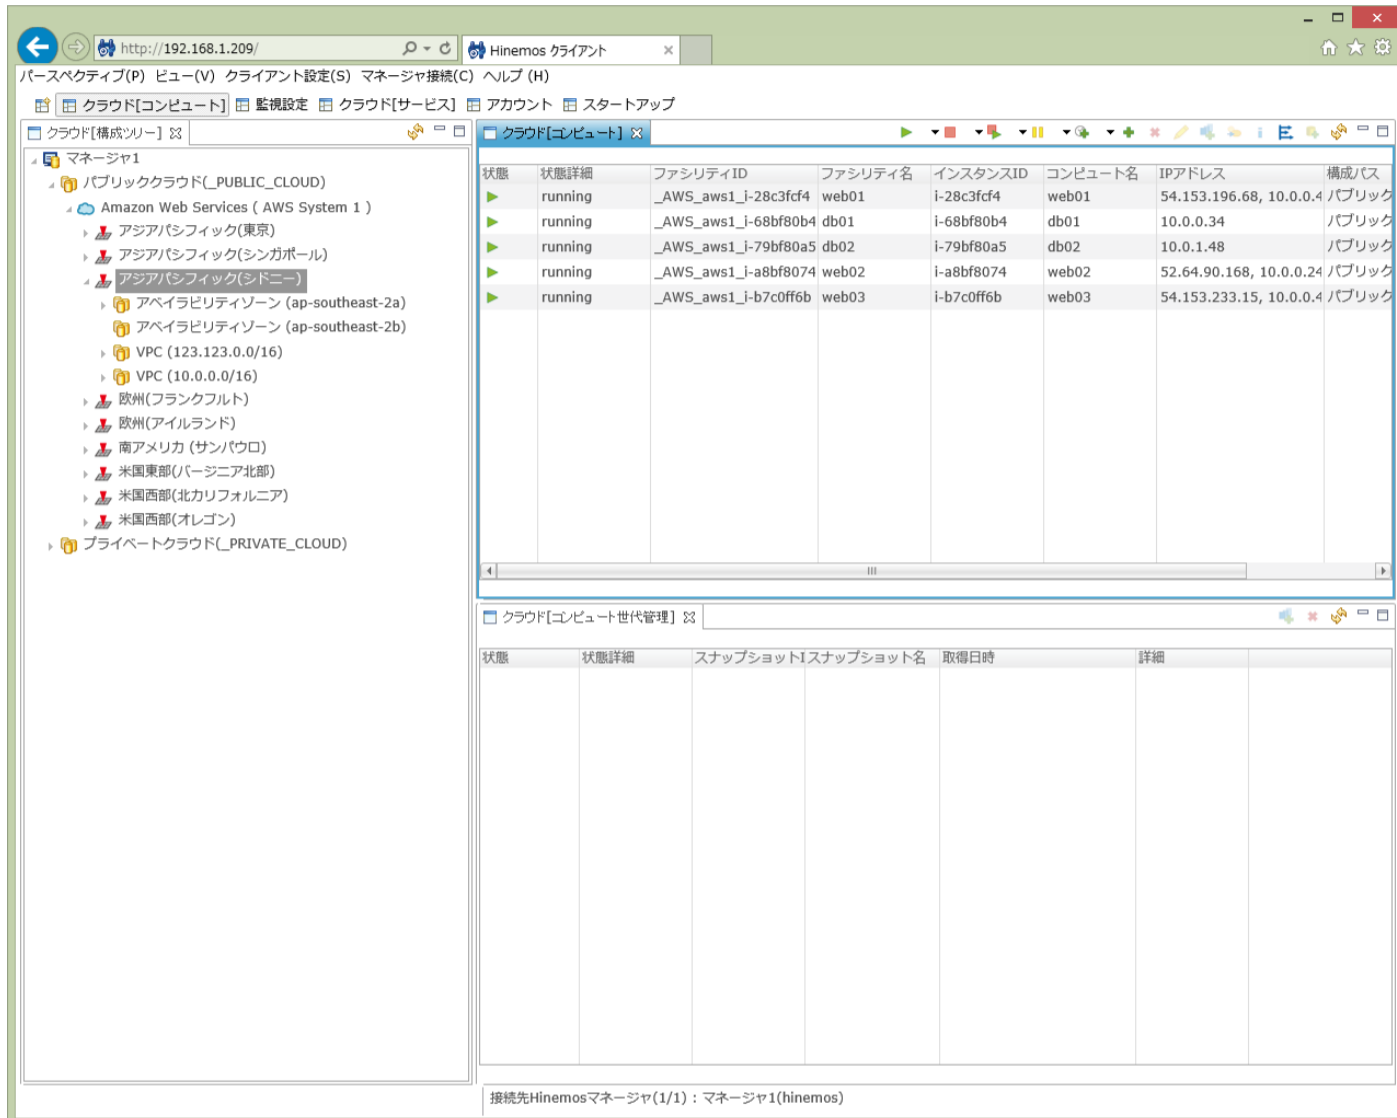 http://192.168.1.209/
Hinemos クライアント
パースペクティブ(P) ビュー(V) クライアント設定(S) マネージャ接続(C) ヘルプ (H)
クラウド[コンピュート] 監視設定 クラウド[サービス] アカウント スタートアップ
クラウド[構成ツリー]
マネージャ1
パブリッククラウド(_PUBLIC_CLOUD)
Amazon Web Services ( AWS System 1 )
アジアパシフィック(東京)
アジアパシフィック(シンガポール)
アジアパシフィック(シドニー)
アベイラビリティゾーン (ap-southeast-2a)
アベイラビリティゾーン (ap-southeast-2b)
VPC (123.123.0.0/16)
VPC (10.0.0.0/16)
欧州(フランクフルト)
欧州(アイルランド)
南アメリカ (サンパウロ)
米国東部(バージニア北部)
米国西部(北カリフォルニア)
米国西部(オレゴン)
プライベートクラウド(_PRIVATE_CLOUD)
クラウド[コンピュート]
状態 状態詳細 ファシリティID ファシリティ名 インスタンスID コンピュート名 IPアドレス 構成パス
running _AWS_aws1_i-28c3fcf4 web01 i-28c3fcf4 web01 54.153.196.68, 10.0.0.4 パブリック
running _AWS_aws1_i-68bf80b4 db01 i-68bf80b4 db01 10.0.0.34 パブリック
running _AWS_aws1_i-79bf80a5 db02 i-79bf80a5 db02 10.0.1.48 パブリック
running _AWS_aws1_i-a8bf8074 web02 i-a8bf8074 web02 52.64.90.168, 10.0.0.24 パブリック
running _AWS_aws1_i-b7c0ff6b web03 i-b7c0ff6b web03 54.153.233.15, 10.0.0.4 パブリック
クラウド[コンピュート世代管理]
状態 状態詳細 スナップショットI スナップショット名 取得日時 詳細
接続先Hinemosマネージャ(1/1) : マネージャ1(hinemos)